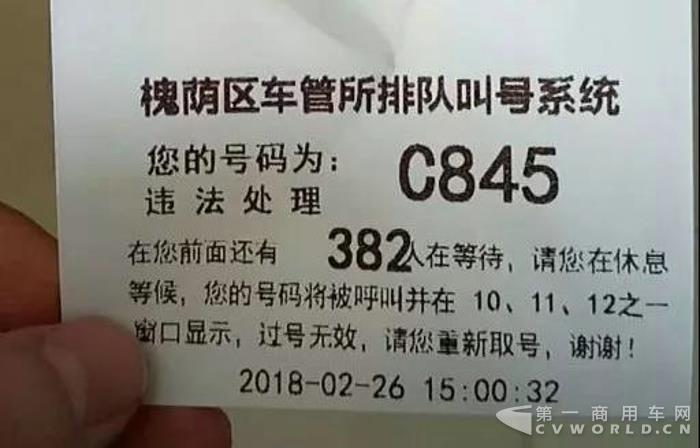 槐荫区车管所排队叫号系统
您的号码为: C845
违法处理
在您前面还有 382人在等待, 请您在休息
等候, 您的号码将被呼叫并在 10、11、12之一
窗口显示, 过号无效, 请您重新取号, 谢谢!
2018-02-26 15:00:32
第一商用车网
CVWORLD.CN